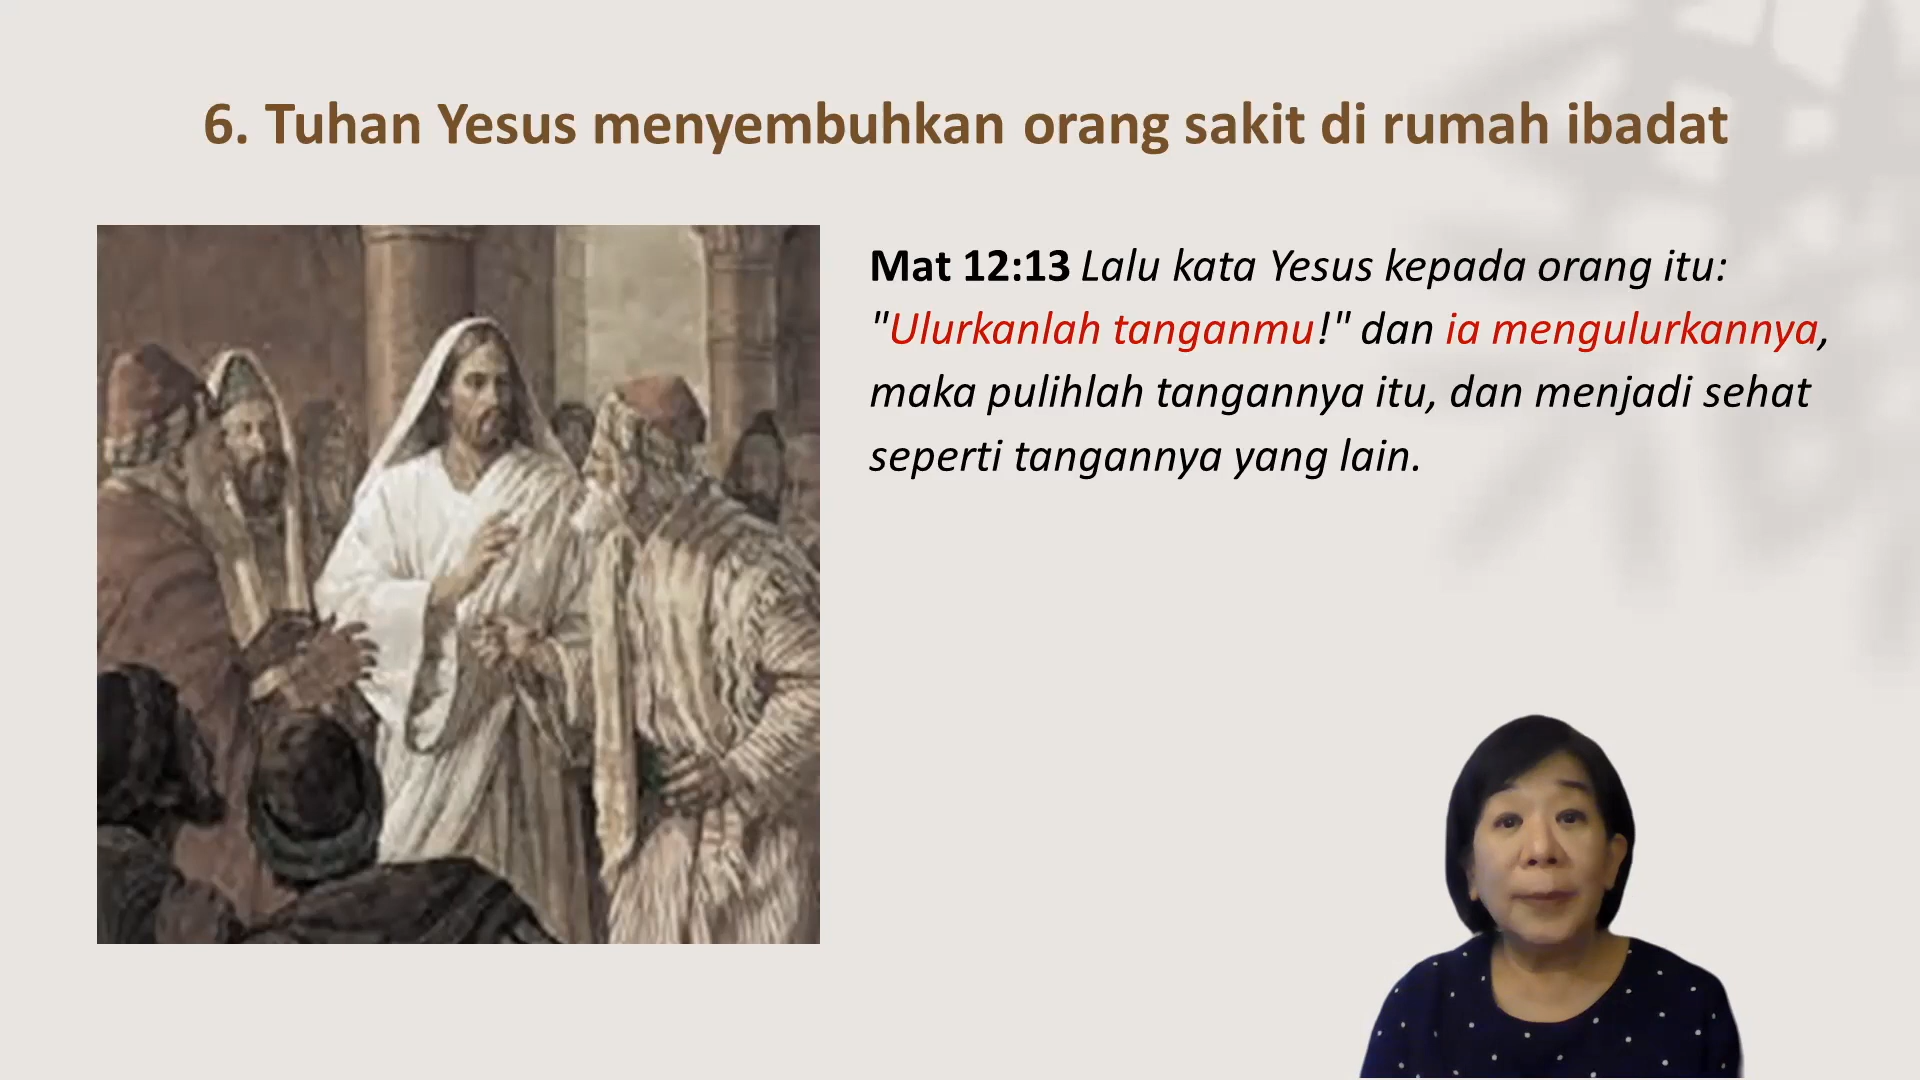 6. Tuhan Yesus menyembuhkan orang sakit di rumah ibadat
Mat 12:13 Lalu kata Yesus kepada orang itu:
"Ulurkanlah tanganmu!" dan ia mengulurkannya,
maka pulihlah tangannya itu, dan menjadi sehat
seperti tangannya yang lain.